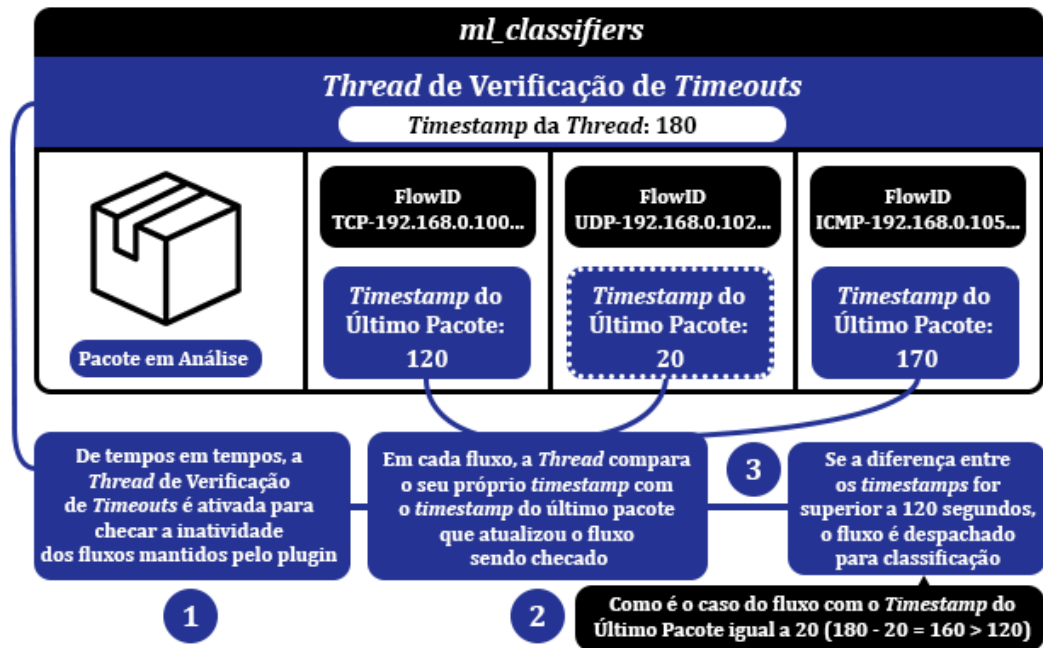 ml_classifiers
Thread de Verificação de Timeouts
Timestamp da Thread: 180
Pacote em Análise
FlowID
TCP-192.168.0.100...
Timestamp do
Último Pacote:
120
FlowID
UDP-192.168.0.102...
Timestamp do
Último Pacote:
20
FlowID
ICMP-192.168.0.105...
Timestamp do
Último Pacote:
170
De tempos em tempos, a
Thread de Verificação
de Timeouts é ativada para
checar a inatividade
dos fluxos mantidos pelo plugin
1
Em cada fluxo, a Thread compara
o seu próprio timestamp com
o timestamp do último pacote
que atualizou o fluxo
sendo checado
2
3
Se a diferença entre
os timestamps for
superior a 120 segundos,
o fluxo é despachado
para classificação
Como é o caso do fluxo com o Timestamp do
Último Pacote igual a 20 (180 - 20 = 160 > 120)